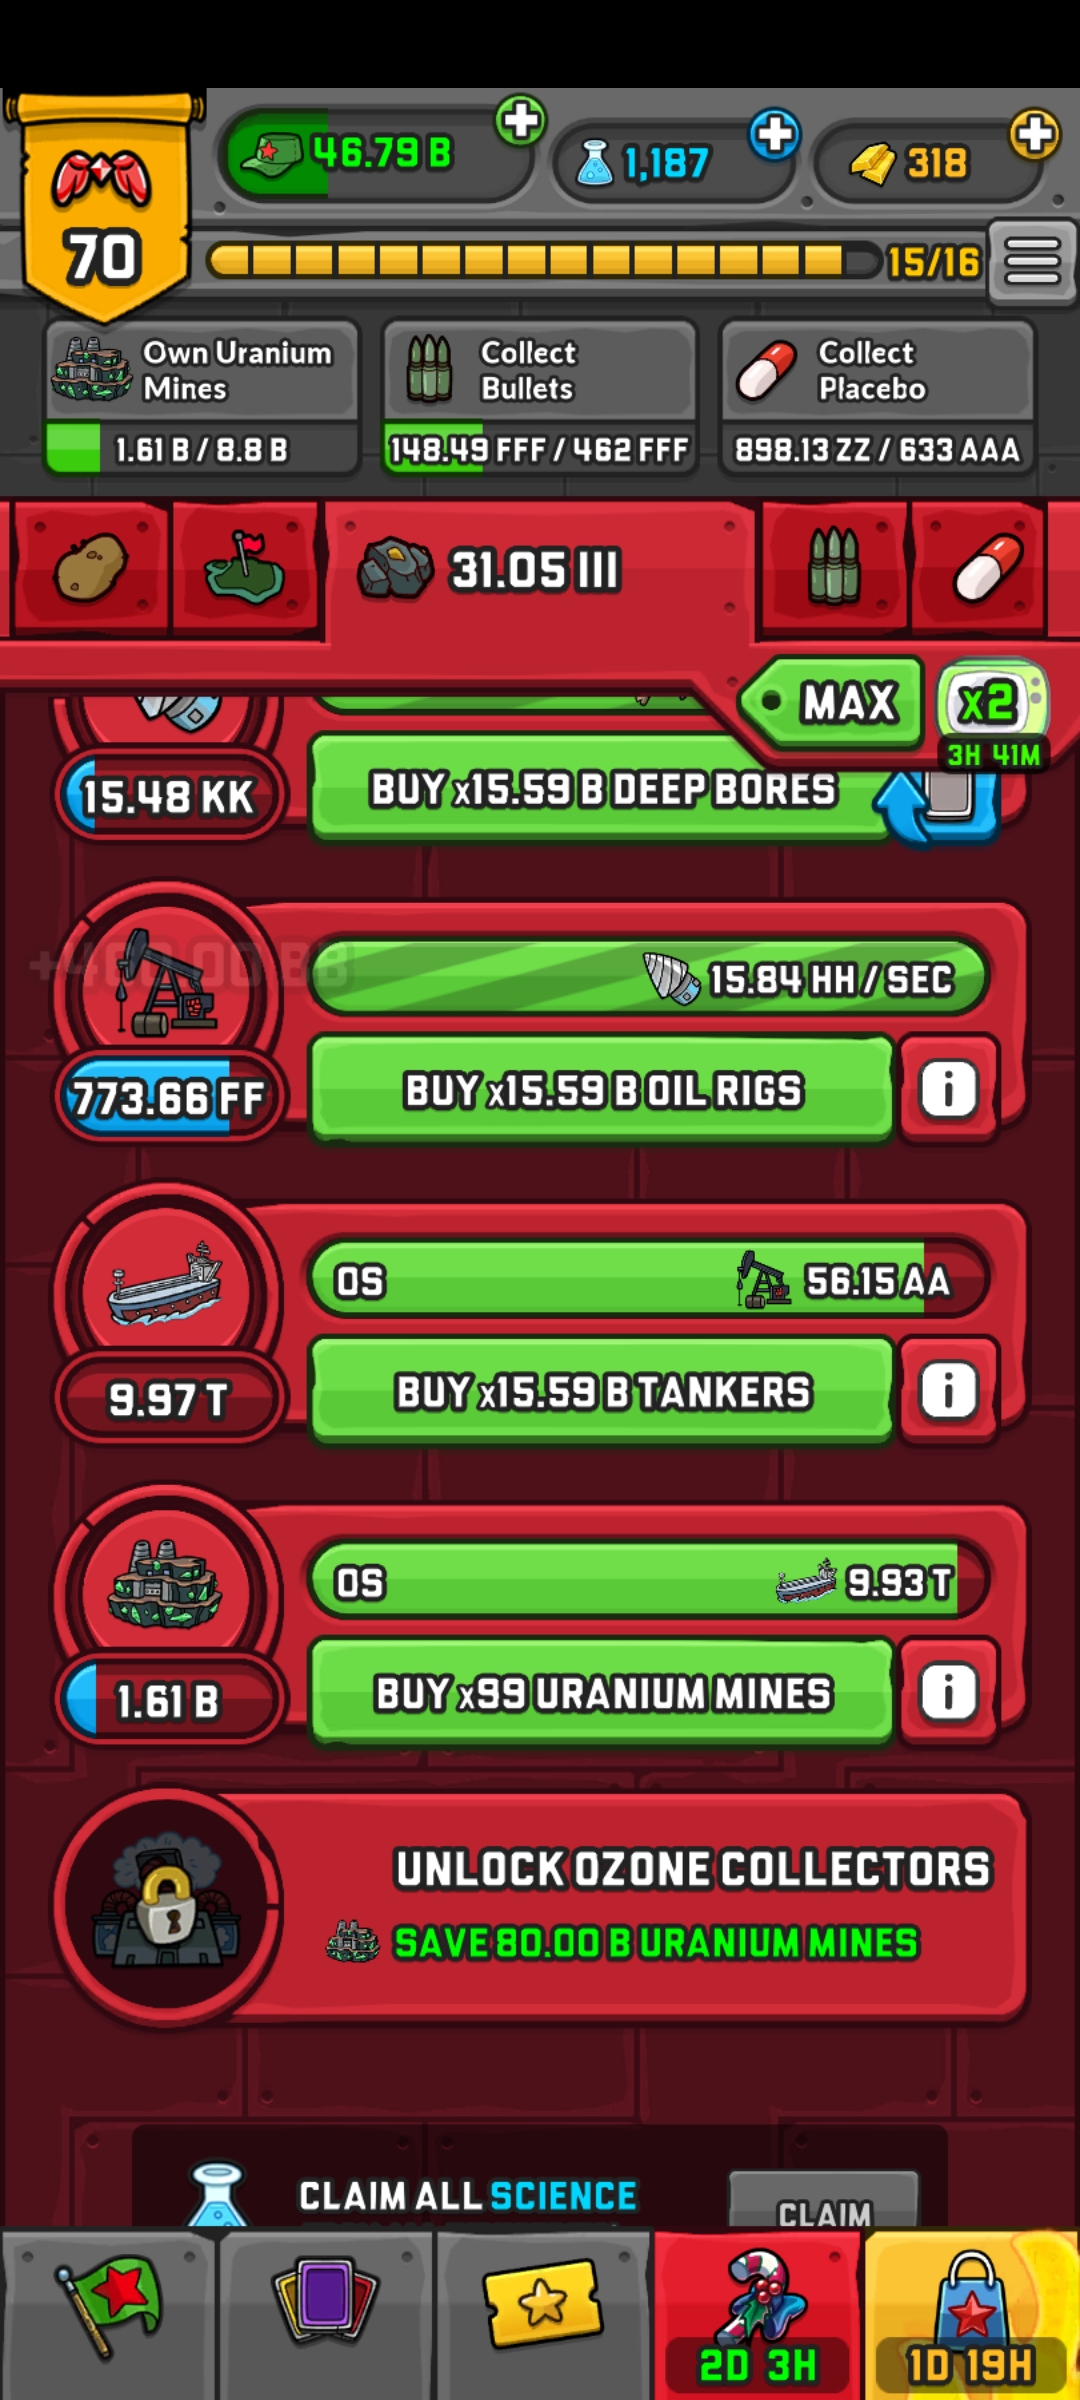 46.79 B
1,187
318
70
15/16
Own Uranium
Mines
Collect
Bullets
Collect
Placebo
1.61 B / 8.8 B
148.49 FFF / 462 FFF
898.13 ZZ / 633 AAA
31.05 III
MAX
x2
3H 41M
15.48 KK
BUY x15.59 B DEEP BORES
15.84 HH / SEC
773.66 FF
BUY x15.59 B OIL RIGS
i
0S
56.15 AA
9.97 T
BUY x15.59 B TANKERS
i
0S
9.93 T
1.61 B
BUY x99 URANIUM MINES
i
UNLOCK OZONE COLLECTORS
SAVE 80.00 B URANIUM MINES
CLAIM ALL SCIENCE
CLAIM
2D 3H
1D 19H